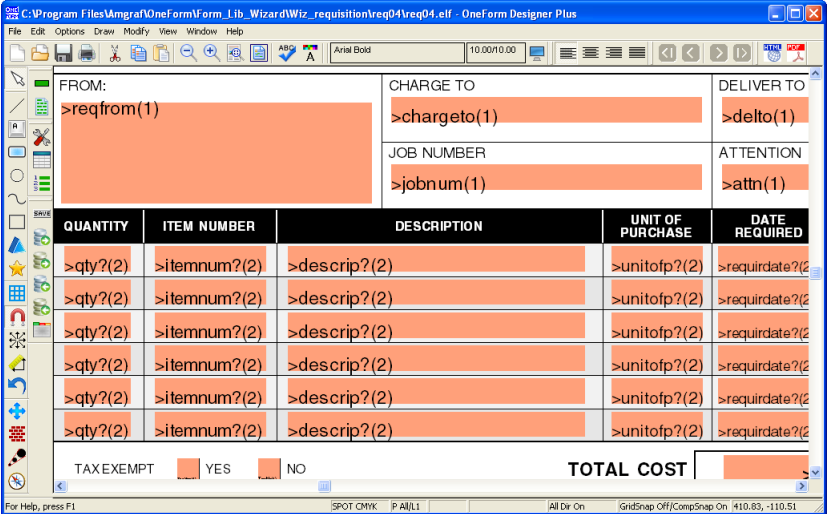 C:\Program Files\Amgraf\OneForm\Form_Lib_Wizard\Wiz_requisition\req04/req04.elf - OneForm Designer Plus
File Edit Options Draw Modify View Window Help
ABC Arial Bold 10.00/10.00 HTML PDF
FROM: CHARGE TO DELIVER TO
>reqfrom(1) >chargeto(1) >delto(1)
JOB NUMBER ATTENTION
>jobnum(1) >attn(1)
SAVE
QUANTITY ITEM NUMBER DESCRIPTION UNIT OF PURCHASE DATE REQUIRED
>qty?(2) >itemnum?(2) >descrip?(2) >unitofp?(2) >requirdate?(2
>qty?(2) >itemnum?(2) >descrip?(2) >unitofp?(2) >requirdate?(2
>qty?(2) >itemnum?(2) >descrip?(2) >unitofp?(2) >requirdate?(2
>qty?(2) >itemnum?(2) >descrip?(2) >unitofp?(2) >requirdate?(2
>qty?(2) >itemnum?(2) >descrip?(2) >unitofp?(2) >requirdate?(2
>qty?(2) >itemnum?(2) >descrip?(2) >unitofp?(2) >requirdate?(2
TAX EXEMPT YES NO TOTAL COST >
For Help, press F1 SPOT CMYK P All/L1 All Dir On GridSnap Off/CompSnap On 410.83, -110.51